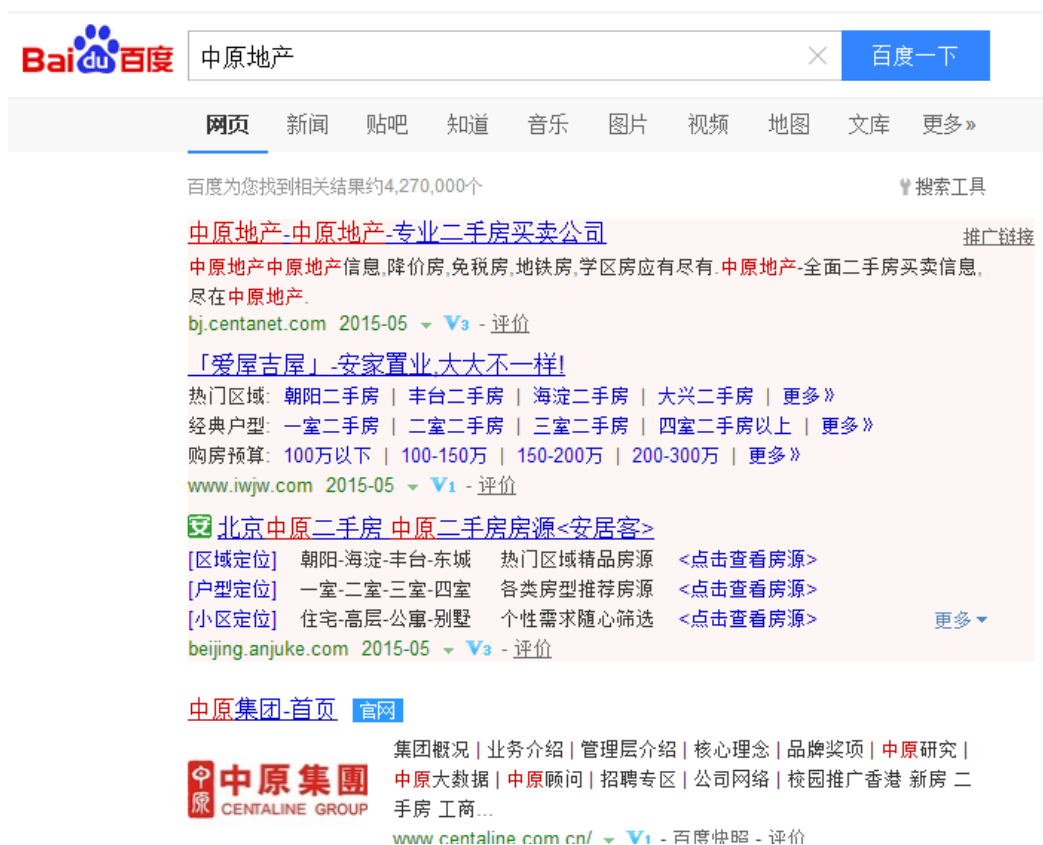 Bai du 百度 中原地产 百度一下
网页 新闻 贴吧 知道 音乐 图片 视频 地图 文库 更多»
百度为您找到相关结果约4,270,000个 搜索工具
中原地产-中原地产-专业二手房买卖公司 推广链接
中原地产中原地产信息,降价房,免税房,地铁房,学区房应有尽有.中原地产-全面二手房买卖信息,
尽在中原地产.
bj.centanet.com 2015-05 V3 - 评价
「爱屋吉屋」-安家置业,大大不一样!
热门区域: 朝阳二手房 | 丰台二手房 | 海淀二手房 | 大兴二手房 | 更多»
经典户型: 一室二手房 | 二室二手房 | 三室二手房 | 四室二手房以上 | 更多»
购房预算: 100万以下 | 100-150万 | 150-200万 | 200-300万 | 更多»
www.iwjw.com 2015-05 V1 - 评价
安 北京中原二手房 中原二手房房源<安居客>
[区域定位] 朝阳-海淀-丰台-东城 热门区域精品房源 <点击查看房源>
[户型定位] 一室-二室-三室-四室 各类房型推荐房源 <点击查看房源>
[小区定位] 住宅-高层-公寓-别墅 个性需求随心筛选 <点击查看房源> 更多
beijing.anjuke.com 2015-05 V3 - 评价
中原集团-首页 官网
集团概况 | 业务介绍 | 管理层介绍 | 核心理念 | 品牌奖项 | 中原研究 |
中原 中原集團 中原大数据 | 中原顾问 | 招聘专区 | 公司网络 | 校园推广香港 新房 二
CENTALINE GROUP 手房 工商...
www.centaline.com.cn/ V1 - 百度快照 - 评价